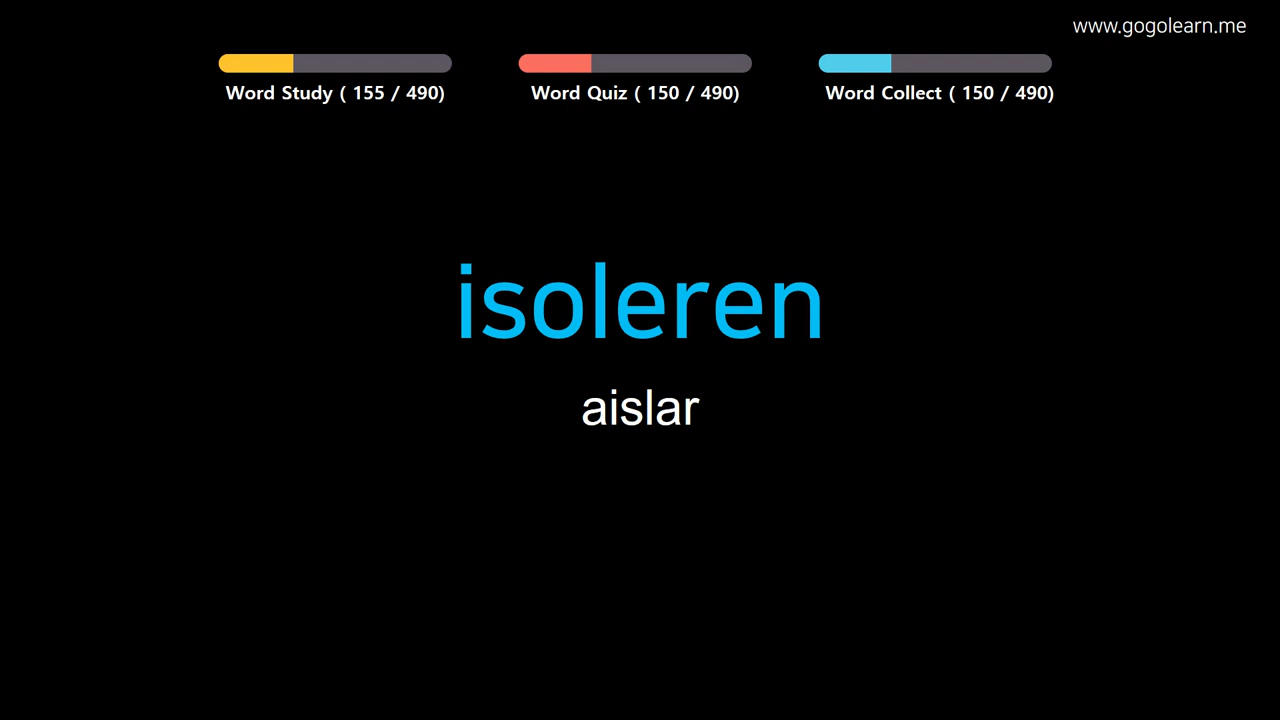 www.gogolearn.me
Word Study ( 155 / 490)
Word Quiz ( 150 / 490)
Word Collect ( 150 / 490)
isoleren
aislar